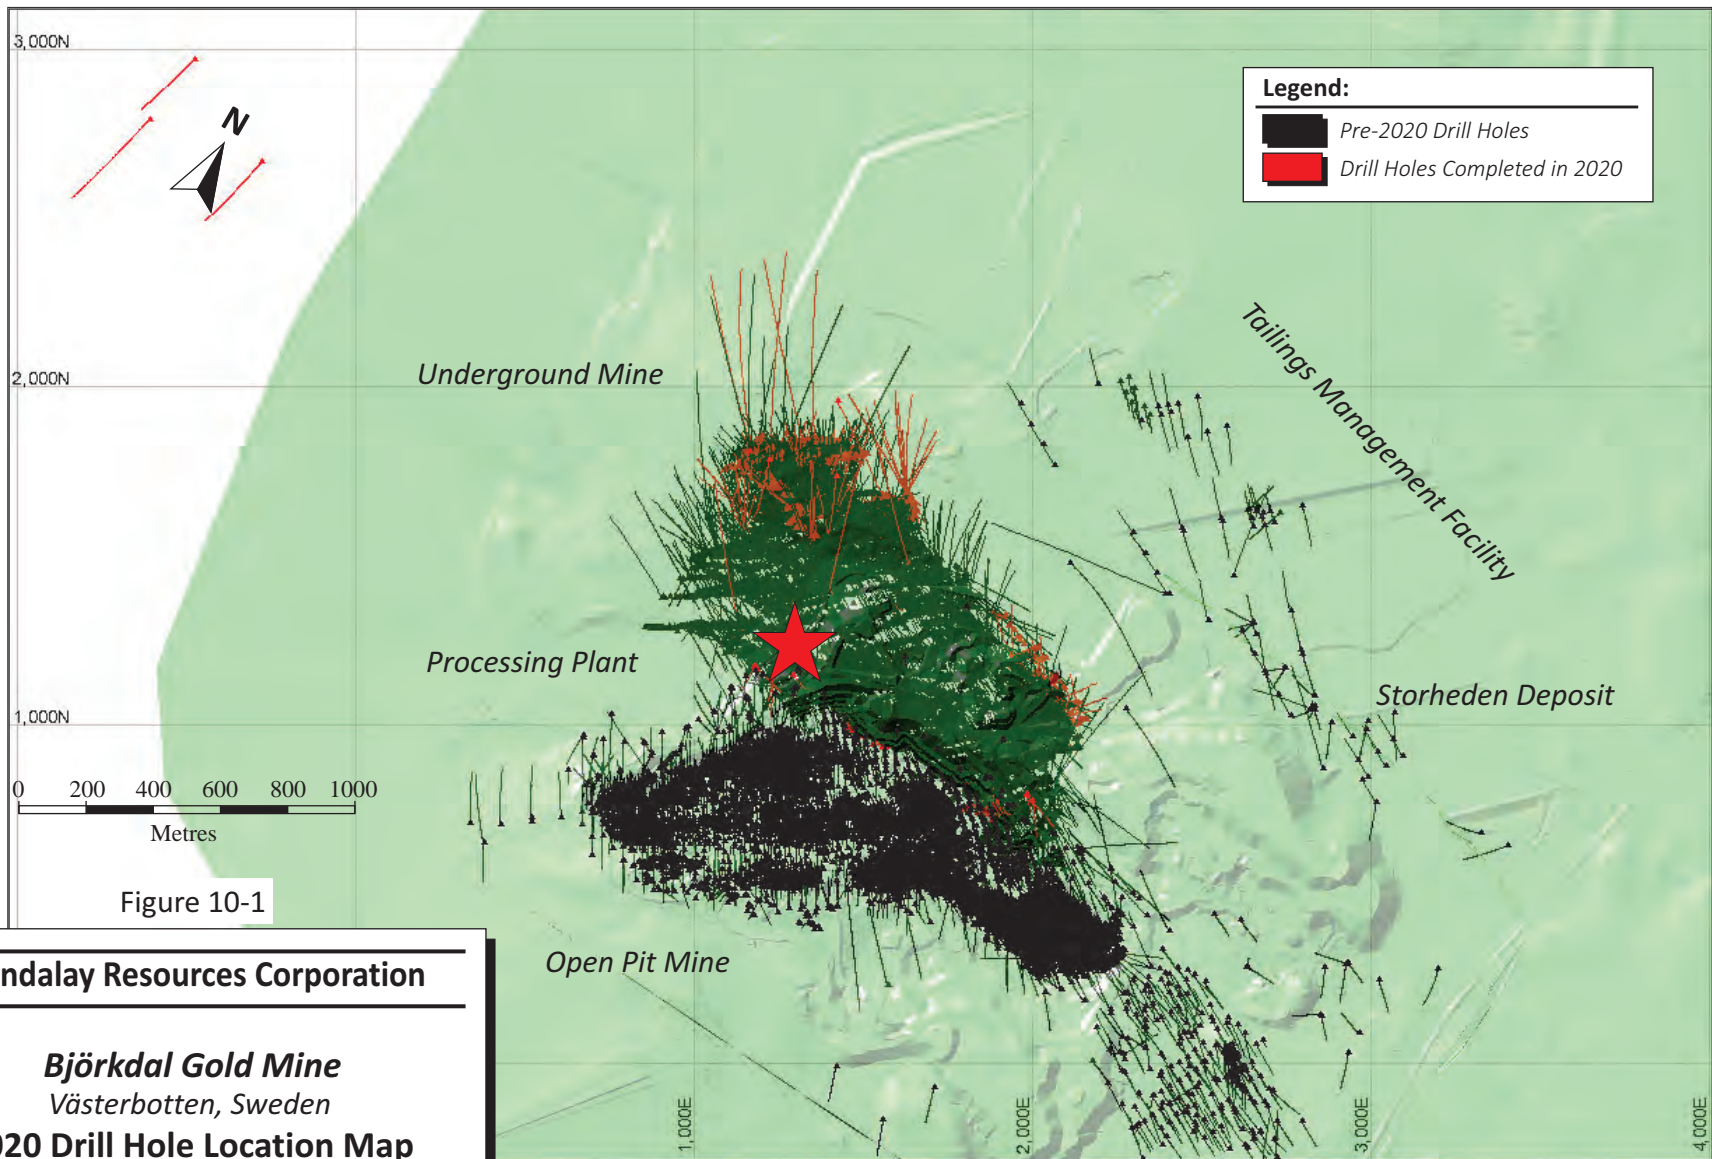 3,000N
N
Legend:
Pre-2020 Drill Holes
Drill Holes Completed in 2020
Underground Mine
2,000N
Tailings Management Facility
Processing Plant
Storheden Deposit
1,000N
0 200 400 600 800 1000
Metres
Figure 10-1
Open Pit Mine
ndalay Resources Corporation
Björkdal Gold Mine
Västerbotten, Sweden
020 Drill Hole Location Map
1,000E
2,000E
3,000E
4,000E